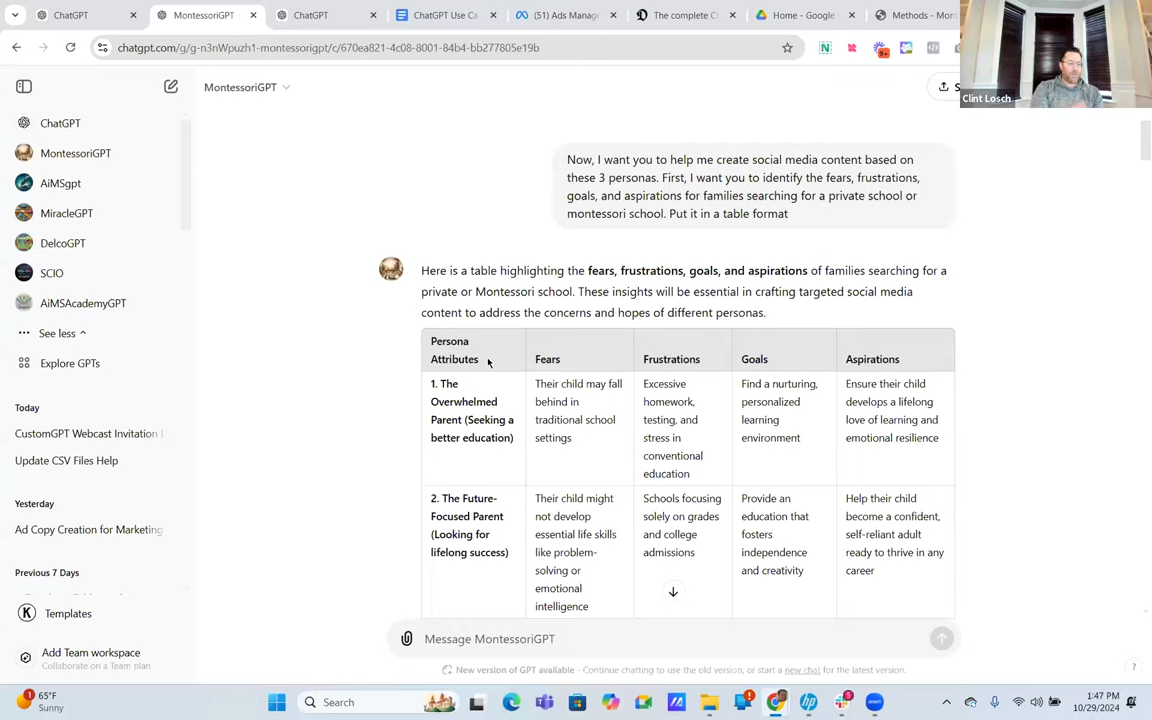 ChatGPT
MontessoriGPT
ChatGPT
ChatGPT Use Ca
(51) Ads Manage
The complete C
Home - Google
Methods - Mon
chatgpt.com/g/g-n3nWpuzh1-montessorigpt/c/670ea821-4c08-8001-84b4-bb277805e19b
9+
Clint Losch
MontessoriGPT
ChatGPT
MontessoriGPT
AiMSgpt
MiracleGPT
DelcoGPT
SCIO
AiMSAcademyGPT
See less
Explore GPTs
Today
CustomGPT Webcast Invitation
Update CSV Files Help
Yesterday
Ad Copy Creation for Marketing
Previous 7 Days
K
Templates
Add Team workspace
Collaborate on a Team plan
Now, I want you to help me create social media content based on
these 3 personas. First, I want you to identify the fears, frustrations,
goals, and aspirations for families searching for a private school or
montessori school. Put it in a table format
Here is a table highlighting the fears, frustrations, goals, and aspirations of families searching for a
private or Montessori school. These insights will be essential in crafting targeted social media
content to address the concerns and hopes of different personas.
Persona
Attributes
Fears
Frustrations
Goals
Aspirations
1. The
Overwhelmed
Parent (Seeking a
better education)
Their child may fall
behind in
traditional school
settings
Excessive
homework,
testing, and
stress in
conventional
education
Find a nurturing,
personalized
learning
environment
Ensure their child
develops a lifelong
love of learning and
emotional resilience
2. The Future-
Focused Parent
(Looking for
lifelong success)
Their child might
not develop
essential life skills
like problem-
solving or
emotional
intelligence
Schools focusing
solely on grades
and college
admissions
Provide an
education that
fosters
independence
and creativity
Help their child
become a confident,
self-reliant adult
ready to thrive in any
career
Message MontessoriGPT
New version of GPT available - Continue chatting to use the old version, or start a new chat for the latest version.
?
65°F
Sunny
Search
1:47 PM
10/29/2024